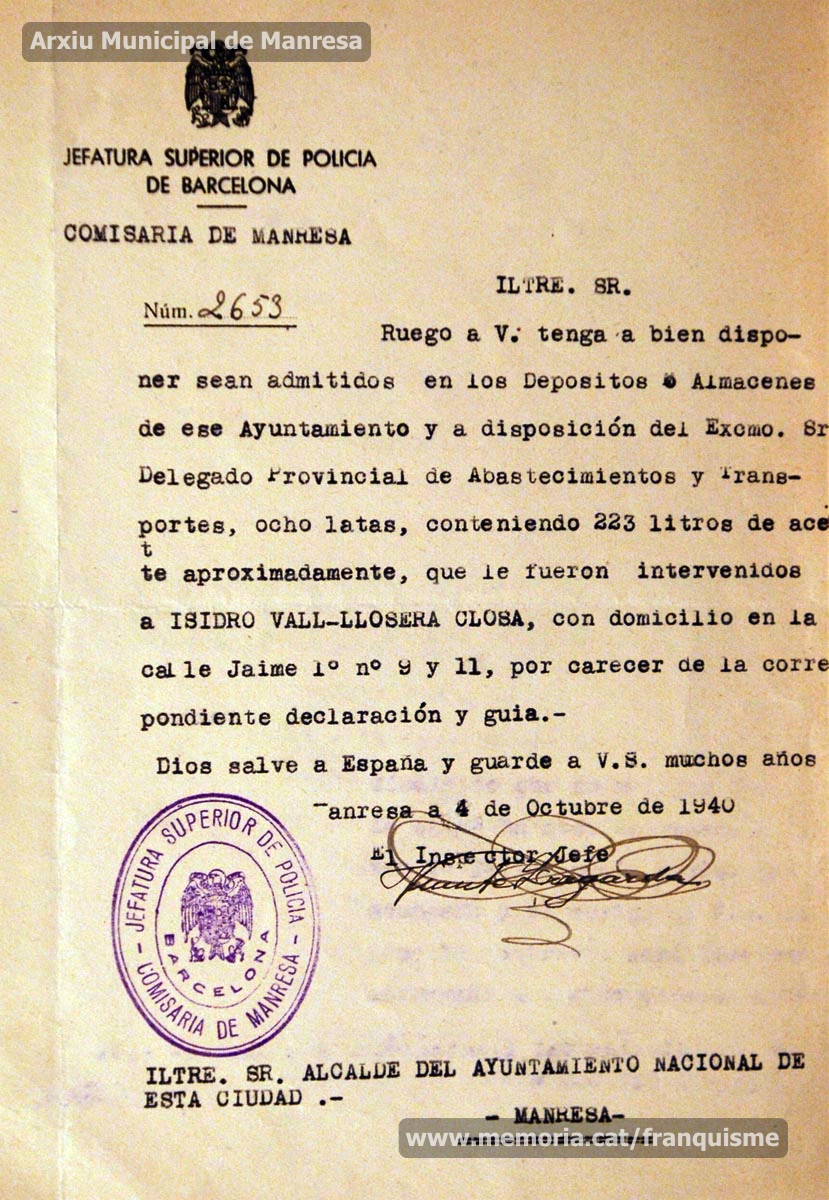 Arxiu Municipal de Manresa
JEFATURA SUPERIOR DE POLICIA
DE BARCELONA
COMISARIA DE MANRESA
Núm. 2653
ILTRE. SR.
Ruego a V. tenga a bien dispo-
ner sean admitidos en los Depositos o Almacenes
de ese Ayuntamiento y a disposición del Excmo. Sr
Delegado Provincial de Abastecimientos y Trans-
portes, ocho latas, conteniendo 223 litros de ace
t
te aproximadamente, que le fueron intervenidos
a ISIDRO VALL-LLOSERA CLOSA, con domicilio en la
calle Jaime 1º nº 9 y 11, por carecer de la corre
pondiente declaración y guia.-
Dios salve a España y guarde a V.S. muchos años
anresa a 4 de Octubre de 1940
El Inspector Jefe
JEFATURA SUPERIOR DE POLICIA
BARCELONA
- COMISARIA DE MANRESA -
ILTRE. SR. ALCALDE DEL AYUNTAMIENTO NACIONAL DE
ESTA CIUDAD .-
- MANRESA-
www.memoria.cat/franquisme